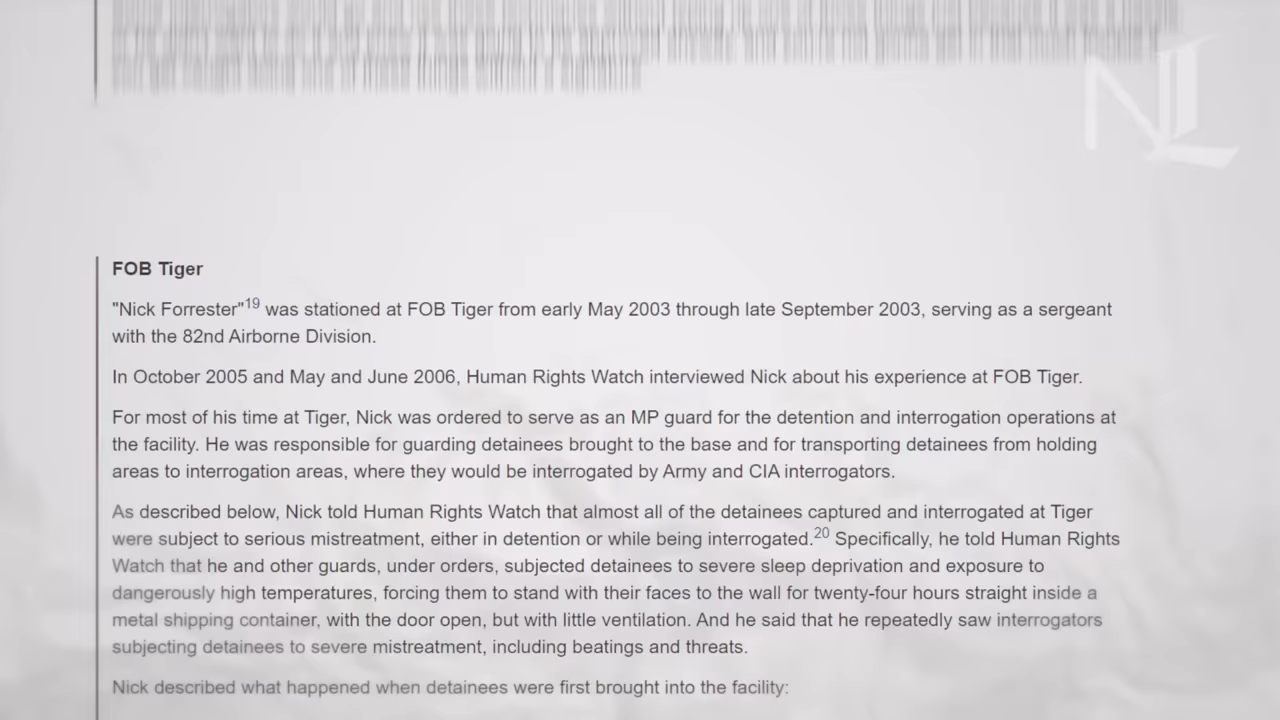 NL
FOB Tiger
"Nick Forrester"19 was stationed at FOB Tiger from early May 2003 through late September 2003, serving as a sergeant
with the 82nd Airborne Division.
In October 2005 and May and June 2006, Human Rights Watch interviewed Nick about his experience at FOB Tiger.
For most of his time at Tiger, Nick was ordered to serve as an MP guard for the detention and interrogation operations at
the facility. He was responsible for guarding detainees brought to the base and for transporting detainees from holding
areas to interrogation areas, where they would be interrogated by Army and CIA interrogators.
As described below, Nick told Human Rights Watch that almost all of the detainees captured and interrogated at Tiger
were subject to serious mistreatment, either in detention or while being interrogated.20 Specifically, he told Human Rights
Watch that he and other guards, under orders, subjected detainees to severe sleep deprivation and exposure to
dangerously high temperatures, forcing them to stand with their faces to the wall for twenty-four hours straight inside a
metal shipping container, with the door open, but with little ventilation. And he said that he repeatedly saw interrogators
subjecting detainees to severe mistreatment, including beatings and threats.
Nick described what happened when detainees were first brought into the facility: